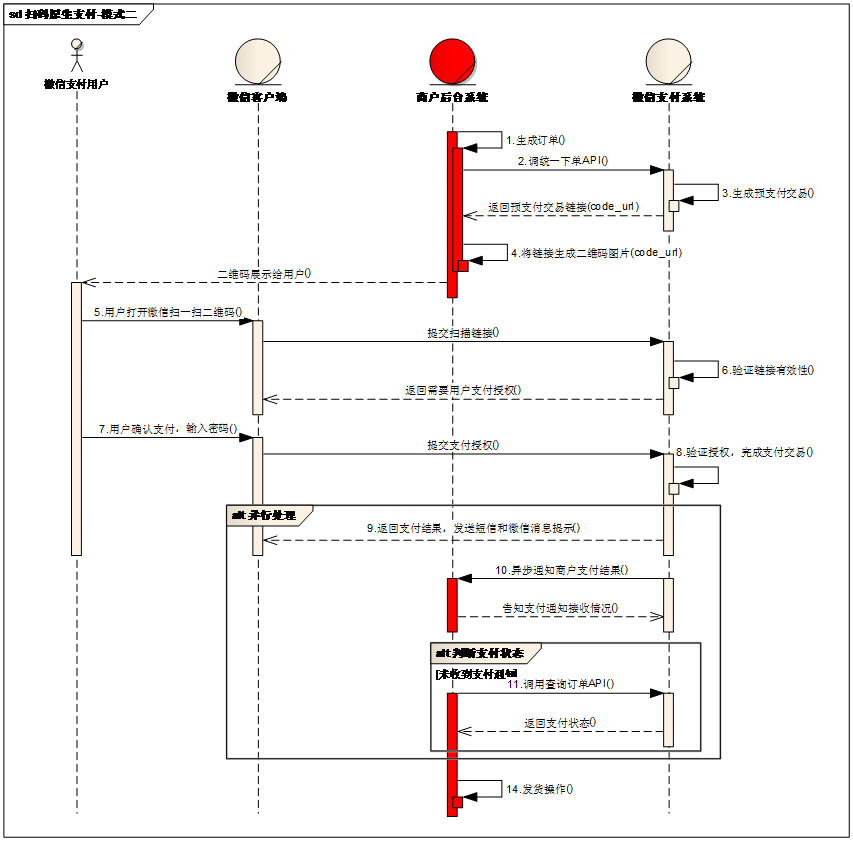 sd 扫码原生支付-模式二
微信支付用户
微信客户端
商户后台系统
微信支付系统
1.生成订单()
2.调统一下单API()
3.生成预支付交易()
返回预支付交易链接(code_url)
4.将链接生成二维码图片(code_url)
二维码展示给用户()
5.用户打开微信扫一扫二维码()
提交扫描链接()
6.验证链接有效性()
返回需要用户支付授权()
7.用户确认支付，输入密码()
提交支付授权()
8.验证授权，完成支付交易()
alt 并行处理
9.返回支付结果，发送短信和微信消息提示()
10.异步通知商户支付结果()
告知支付通知接收情况()
alt 判断支付状态
[未收到支付通知
11.调用查询订单API()
返回支付状态()
14.发货操作()